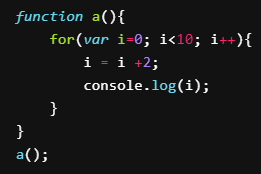 function a(){
    for(var i=0; i<10; i++){
        i = i +2;
        console.log(i);
    }
}
a();